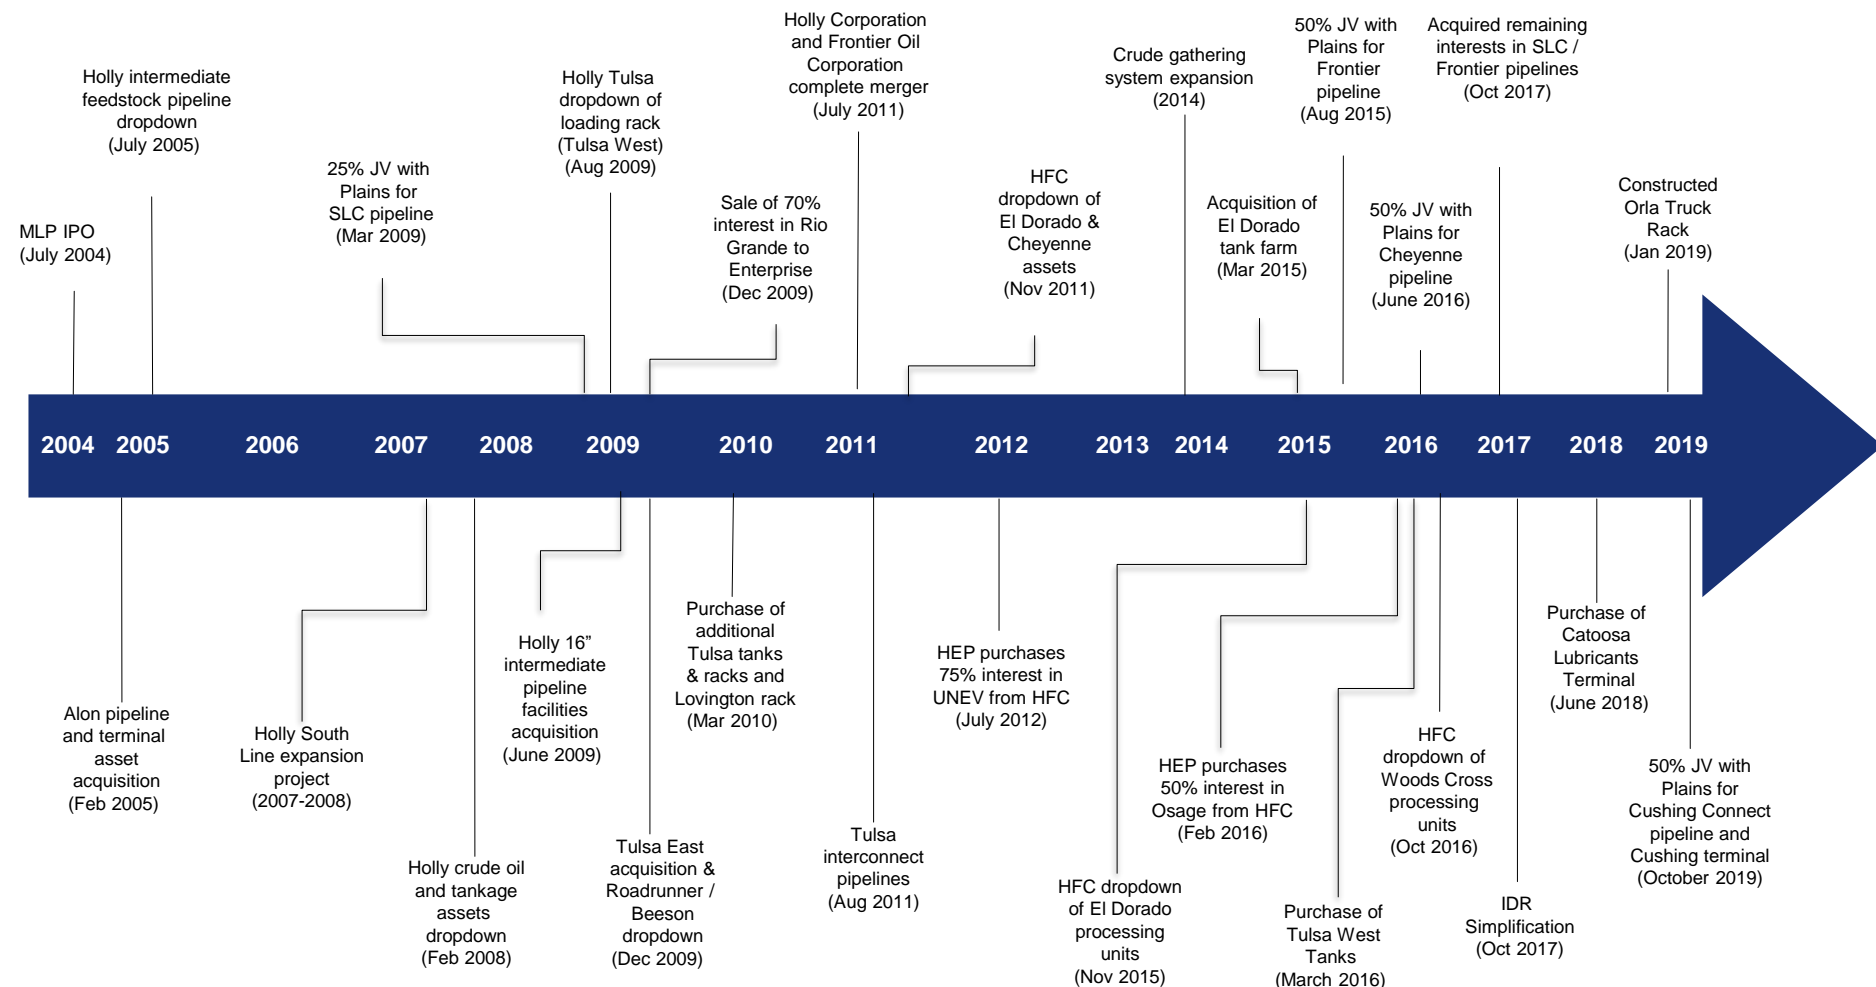 MLP IPO
(July 2004)
Holly intermediate
feedstock pipeline
dropdown
(July 2005)
25% JV with
Plains for
SLC pipeline
(Mar 2009)
Holly Tulsa
dropdown of
loading rack
(Tulsa West)
(Aug 2009)
Sale of 70%
interest in Rio
Grande to
Enterprise
(Dec 2009)
Holly Corporation
and Frontier Oil
Corporation
complete merger
(July 2011)
HFC
dropdown of
El Dorado &
Cheyenne
assets
(Nov 2011)
Crude gathering
system expansion
(2014)
Acquisition of
El Dorado
tank farm
(Mar 2015)
50% JV with
Plains for
Frontier
pipeline
(Aug 2015)
50% JV with
Plains for
Cheyenne
pipeline
(June 2016)
Acquired remaining
interests in SLC /
Frontier pipelines
(Oct 2017)
Constructed
Orla Truck
Rack
(Jan 2019)
2004 2005 2006 2007 2008 2009 2010 2011 2012 2013 2014 2015 2016 2017 2018 2019
Alon pipeline
and terminal
asset
acquisition
(Feb 2005)
Holly South
Line expansion
project
(2007-2008)
Holly crude oil
and tankage
assets
dropdown
(Feb 2008)
Holly 16”
intermediate
pipeline
facilities
acquisition
(June 2009)
Tulsa East
acquisition &
Roadrunner /
Beeson
dropdown
(Dec 2009)
Purchase of
additional
Tulsa tanks
& racks and
Lovington rack
(Mar 2010)
Tulsa
interconnect
pipelines
(Aug 2011)
HEP purchases
75% interest in
UNEV from HFC
(July 2012)
HFC dropdown
of El Dorado
processing
units
(Nov 2015)
HEP purchases
50% interest in
Osage from HFC
(Feb 2016)
Purchase of
Tulsa West
Tanks
(March 2016)
HFC
dropdown of
Woods Cross
processing
units
(Oct 2016)
IDR
Simplification
(Oct 2017)
Purchase of
Catoosa
Lubricants
Terminal
(June 2018)
50% JV with
Plains for
Cushing Connect
pipeline and
Cushing terminal
(October 2019)